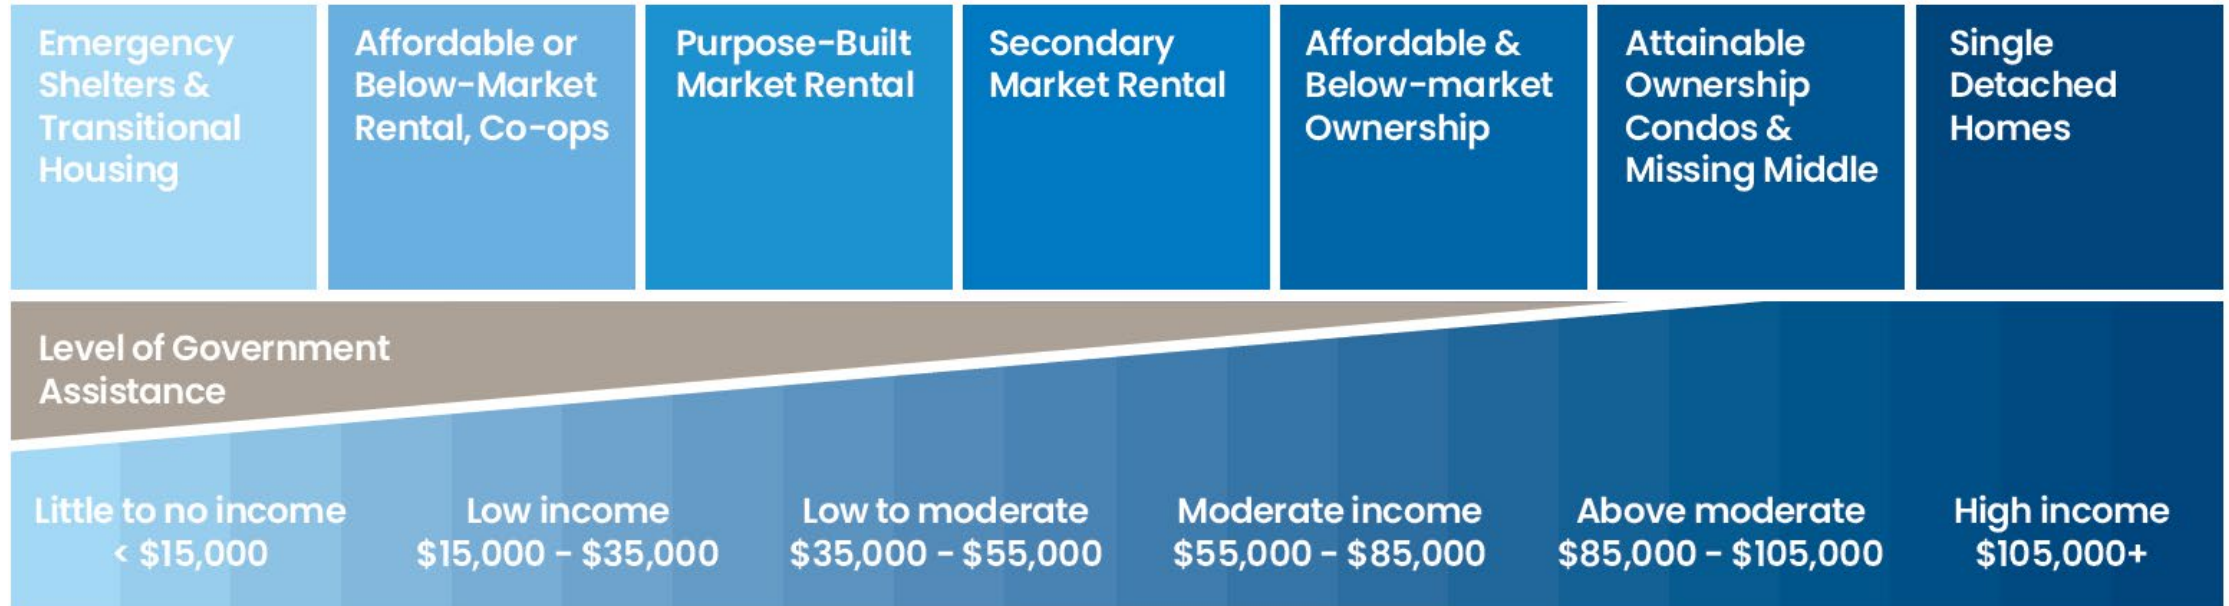 Emergency
Shelters &
Transitional
Housing
Affordable or
Below-Market
Rental, Co-ops
Purpose-Built
Market Rental
Secondary
Market Rental
Affordable &
Below-market
Ownership
Attainable
Ownership
Condos &
Missing Middle
Single
Detached
Homes
Level of Government
Assistance
Little to no income
< $15,000
Low income
$15,000 - $35,000
Low to moderate
$35,000 - $55,000
Moderate income
$55,000 - $85,000
Above moderate
$85,000 - $105,000
High income
$105,000+